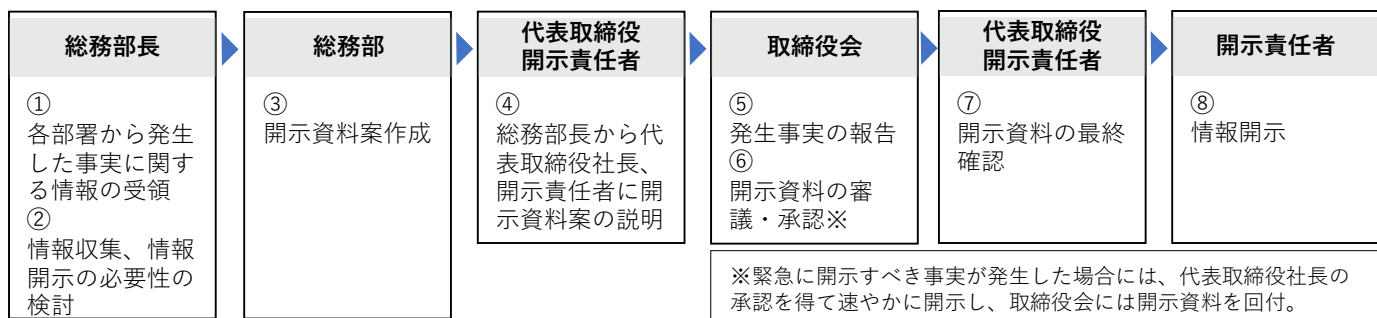 総務部長
①
各部署から発生
した事実に関す
る情報の受領
②
情報収集、情報
開示の必要性の
検討
総務部
③
開示資料案作成
代表取締役
開示責任者
④
総務部長から代
表取締役社長、
開示責任者に開
示資料案の説明
取締役会
⑤
発生事実の報告
⑥
開示資料の審
議・承認※
代表取締役
開示責任者
⑦
開示資料の最終
確認
開示責任者
⑧
情報開示
※緊急に開示すべき事実が発生した場合には、代表取締役社長の
承認を得て速やかに開示し、取締役会には開示資料を回付。